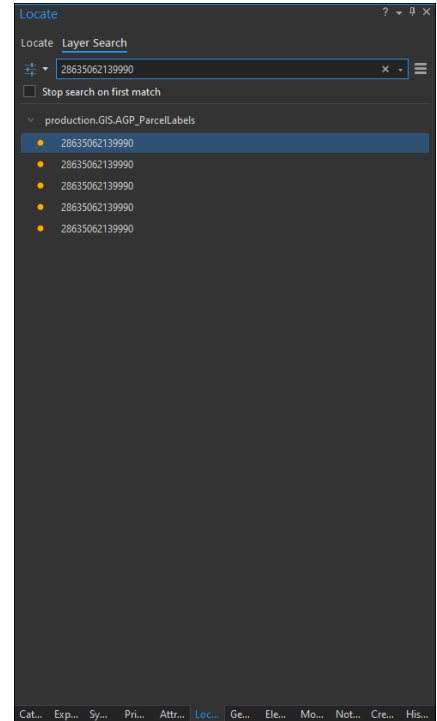 Locate ?
Locate Layer Search
28635062139990
Stop search on first match
production.GIS.AGP_ParcelLabels
28635062139990
28635062139990
28635062139990
28635062139990
28635062139990
Cat... Exp... Sy... Pri... Attr... Loc... Ge... Ele... Mo... Not... Cre... His...